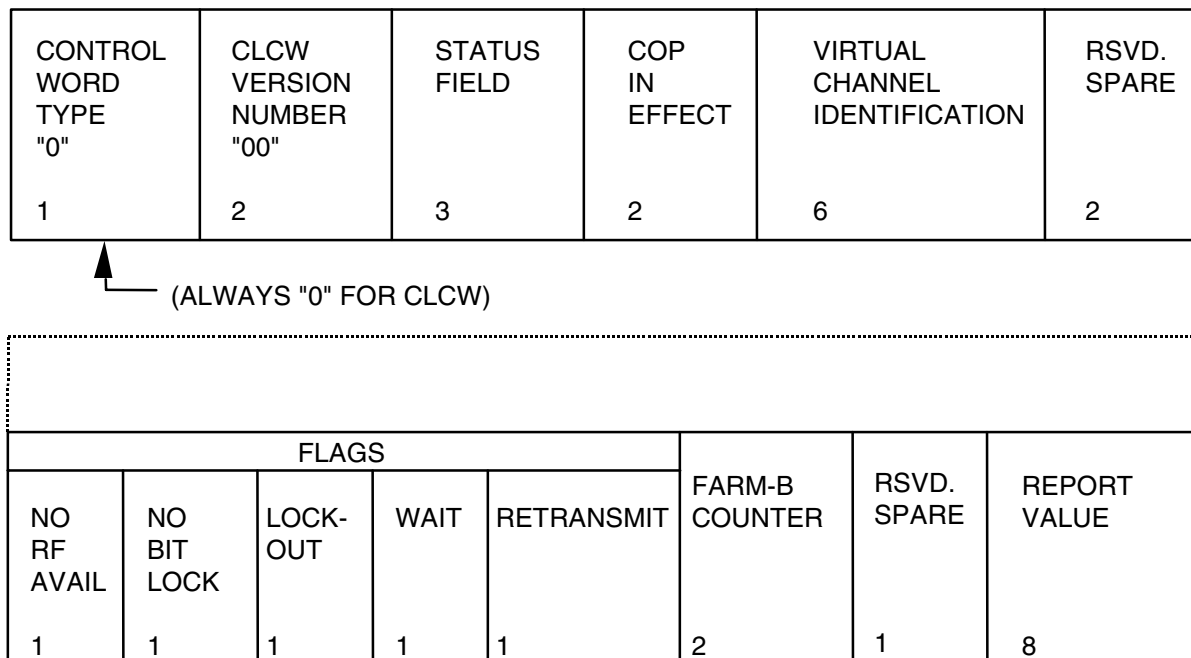 CONTROL
WORD
TYPE
"0"
1
CLCW
VERSION
NUMBER
"00"
2
STATUS
FIELD
3
COP
IN
EFFECT
2
VIRTUAL
CHANNEL
IDENTIFICATION
6
RSVD.
SPARE
2
(ALWAYS "0" FOR CLCW)
FLAGS
NO
RF
AVAIL
1
NO
BIT
LOCK
1
LOCK-
OUT
1
WAIT
1
RETRANSMIT
1
FARM-B
COUNTER
2
RSVD.
SPARE
1
REPORT
VALUE
8